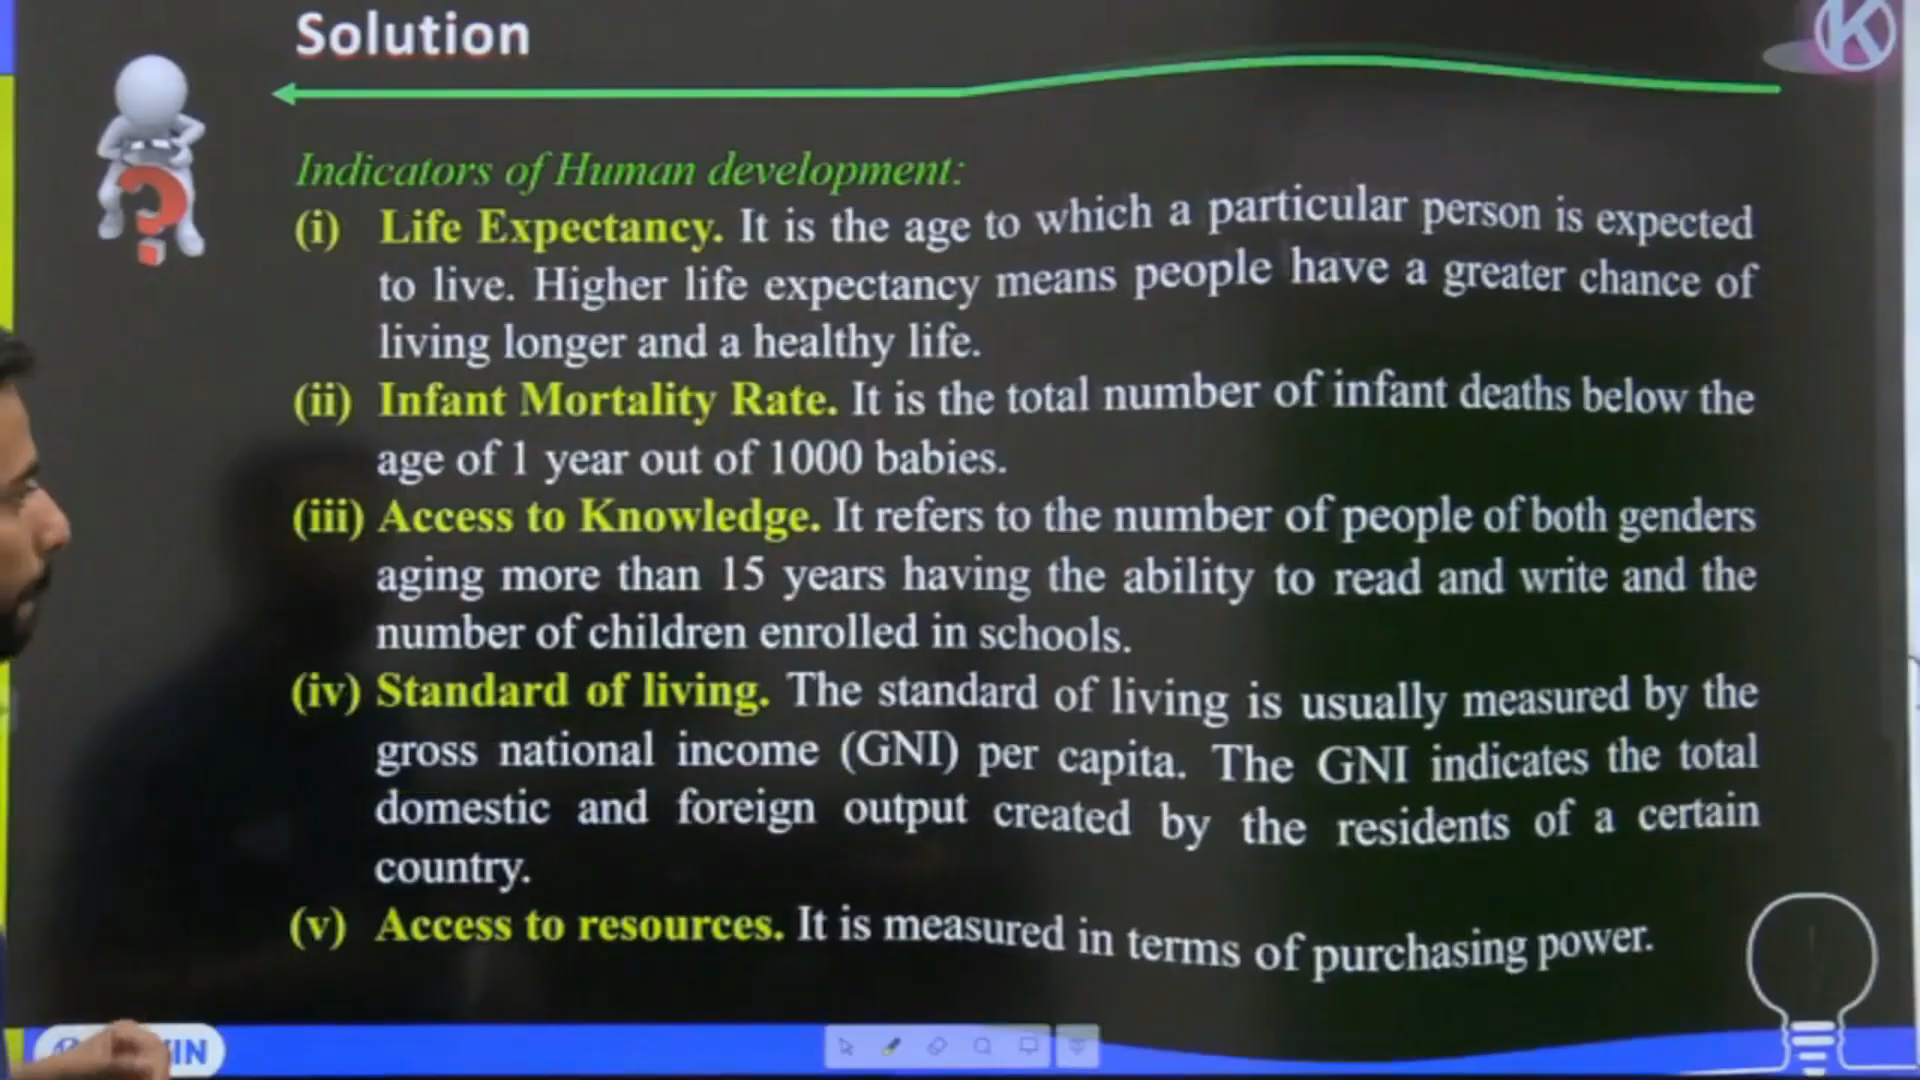 Solution
K
Indicators of Human development:
(i) Life Expectancy. It is the age to which a particular person is expected
to live. Higher life expectancy means people have a greater chance of
living longer and a healthy life.
(ii) Infant Mortality Rate. It is the total number of infant deaths below the
age of 1 year out of 1000 babies.
(iii) Access to Knowledge. It refers to the number of people of both genders
aging more than 15 years having the ability to read and write and the
number of children enrolled in schools.
(iv) Standard of living. The standard of living is usually measured by the
gross national income (GNI) per capita. The GNI indicates the total
domestic and foreign output created by the residents of a certain
country.
(v) Access to resources. It is measured in terms of purchasing power.